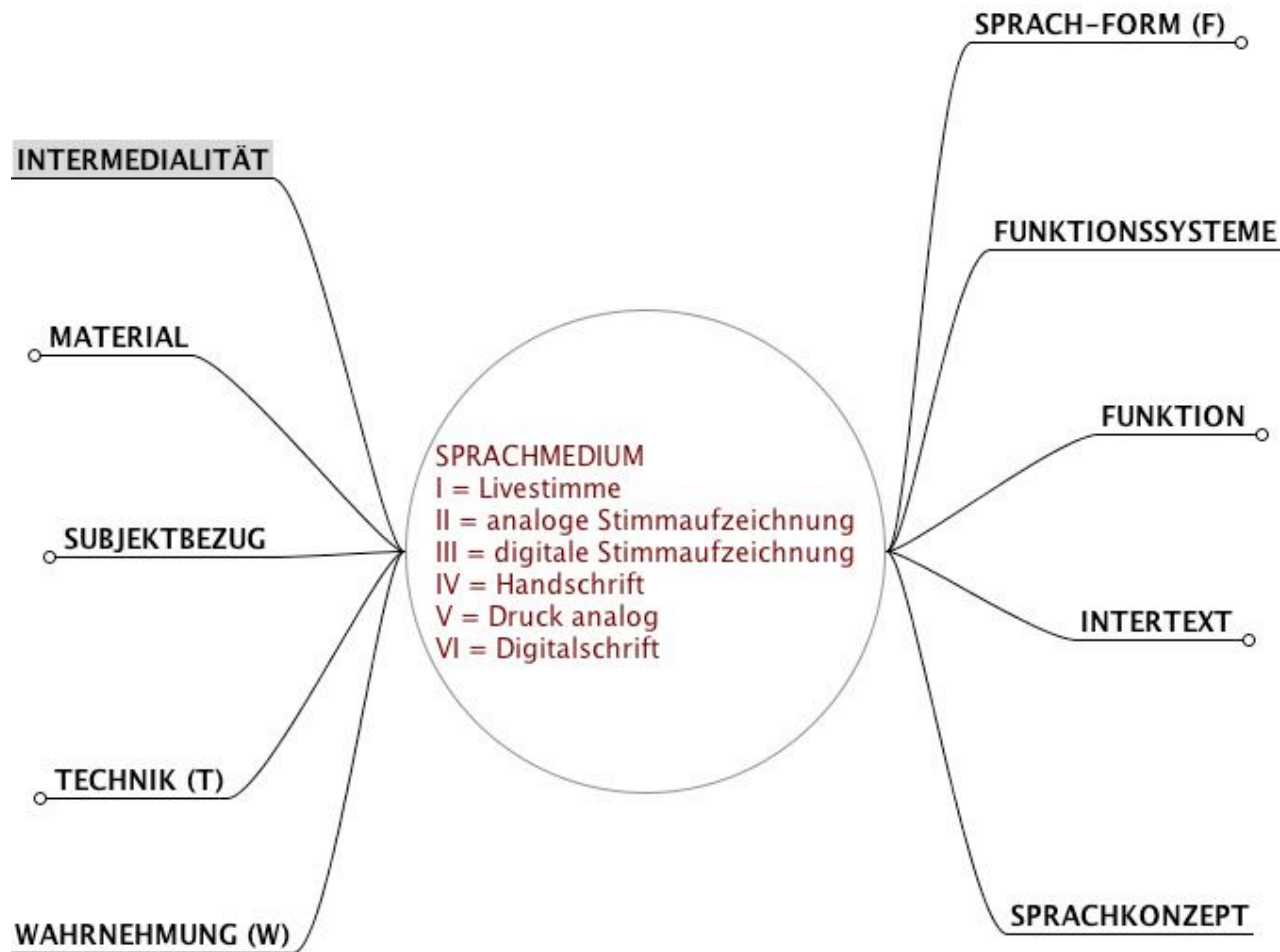 SPRACH-FORM (F)
INTERMEDIALITÄT
FUNKTIONSSYSTEME
MATERIAL
FUNKTION
SPRACHMEDIUM
I = Livestimme
II = analoge Stimmaufzeichnung
III = digitale Stimmaufzeichnung
IV = Handschrift
V = Druck analog
VI = Digitalschrift
SUBJEKTBEZUG
INTERTEXT
TECHNIK (T)
SPRACHKONZEPT
WAHRNEHMUNG (W)